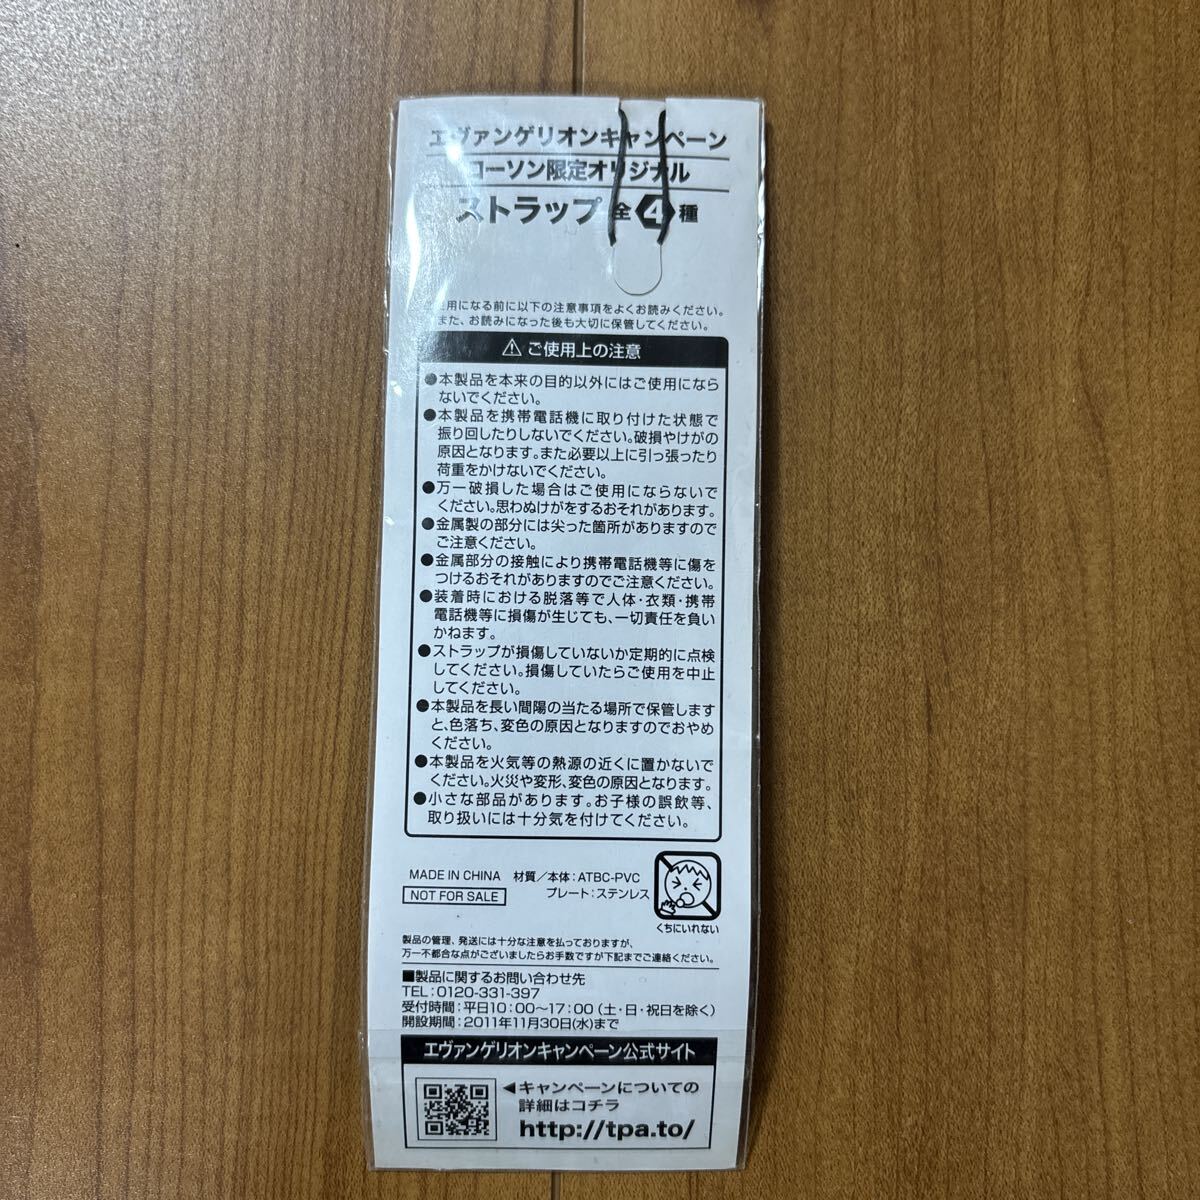 エヴァンゲリオンキャンペーン
ローソン限定オリジナル
ストラップ 全4種
使用になる前に以下の注意事項をよくお読みください。
また、お読みになった後も大切に保管してください。
⚠ご使用上の注意
●本製品を本来の目的以外にはご使用になら
ないでください。
●本製品を携帯電話機に取り付けた状態で
振り回したりしないでください。破損やけがの
原因となります。また必要以上に引っ張ったり
荷重をかけないでください。
●万一破損した場合はご使用にならないで
ください。思わぬけがをするおそれがあります。
●金属製の部分には尖った箇所がありますので
ご注意ください。
●金属部分の接触により携帯電話機等に傷を
つけるおそれがありますのでご注意ください。
●装着時における脱落等で人体・衣類・携帯
電話機等に損傷が生じても、一切責任を負い
かねます。
●ストラップが損傷していないか定期的に点検
してください。損傷していたらご使用を中止
してください。
●本製品を長い間陽の当たる場所で保管します
と、色落ち、変色の原因となりますのでおやめ
ください。
●本製品を火気等の熱源の近くに置かないで
ください。火災や変形、変色の原因となります。
●小さな部品があります。お子様の誤飲等、
取り扱いには十分気を付けてください。
MADE IN CHINA 材質／本体：ATBC-PVC
NOT FOR SALE プレート：ステンレス
くちにいれない
製品の管理、発送には十分な注意を払っておりますが、
万一不都合な点がございましたらお手数ですが下記までご連絡ください。
■製品に関するお問い合わせ先
TEL：0120-331-397
受付時間：平日10：00〜17：00（土・日・祝日を除く）
開設期間：2011年11月30日(水)まで
エヴァンゲリオンキャンペーン公式サイト
◀キャンペーンについての
詳細はコチラ
http://tpa.to/